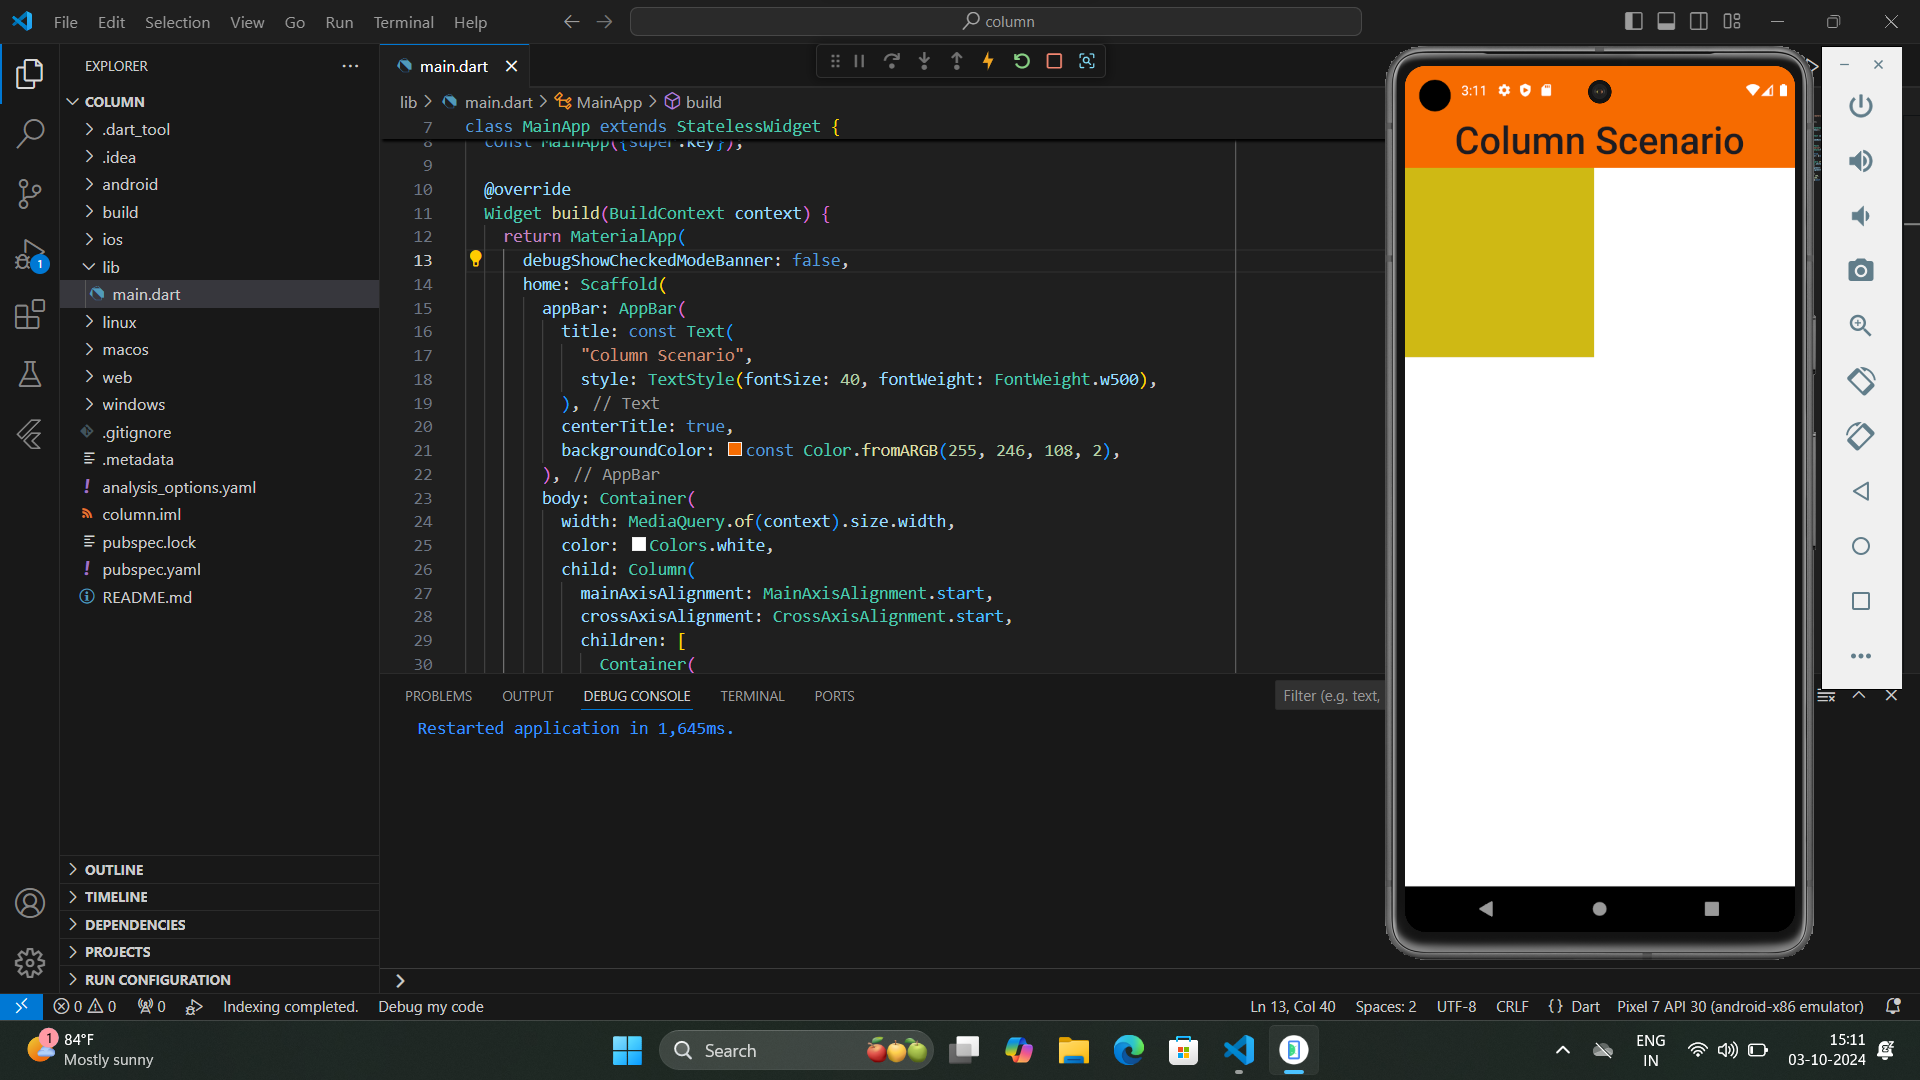 File Edit Selection View Go Run Terminal Help
column
EXPLORER
main.dart
COLUMN
.dart_tool
.idea
android
build
ios
lib
main.dart
linux
macos
web
windows
.gitignore
.metadata
analysis_options.yaml
column.iml
pubspec.lock
pubspec.yaml
README.md
OUTLINE
TIMELINE
DEPENDENCIES
PROJECTS
RUN CONFIGURATION
lib > main.dart > MainApp > build
7 class MainApp extends StatelessWidget {
8 const MainApp({super.key});
9
10 @override
11 Widget build(BuildContext context) {
12 return MaterialApp(
13 debugShowCheckedModeBanner: false,
14 home: Scaffold(
15 appBar: AppBar(
16 title: const Text(
17 "Column Scenario",
18 style: TextStyle(fontSize: 40, fontWeight: FontWeight.w500),
19 ), // Text
20 centerTitle: true,
21 backgroundColor: const Color.fromARGB(255, 246, 108, 2),
22 ), // AppBar
23 body: Container(
24 width: MediaQuery.of(context).size.width,
25 color: Colors.white,
26 child: Column(
27 mainAxisAlignment: MainAxisAlignment.start,
28 crossAxisAlignment: CrossAxisAlignment.start,
29 children: [
30 Container(
PROBLEMS OUTPUT DEBUG CONSOLE TERMINAL PORTS
Filter (e.g. text,
Restarted application in 1,645ms.
3:11
Column Scenario
1
0 0 0 Indexing completed. Debug my code
Ln 13, Col 40 Spaces: 2 UTF-8 CRLF {} Dart Pixel 7 API 30 (android-x86 emulator)
1
84°F
Mostly sunny
Search
ENG
IN
15:11
03-10-2024